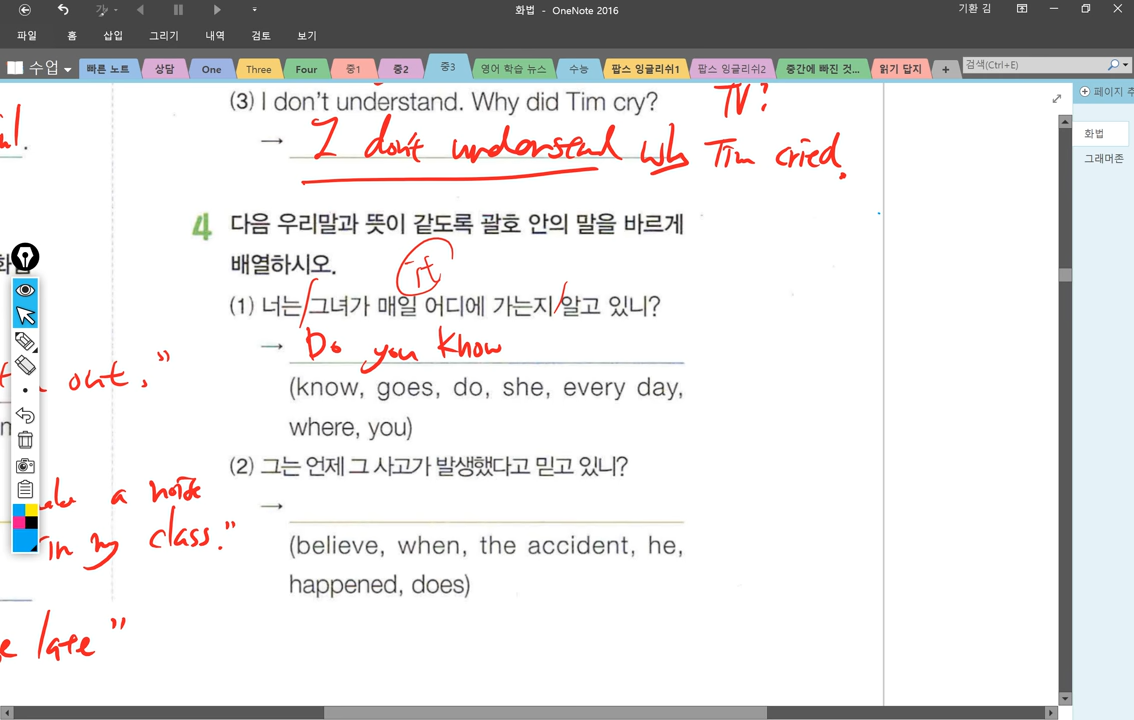 화법 - OneNote 2016
기환 김
파일 홈 삽입 그리기 내역 검토 보기
수업 빠른 노트 상담 One Three Four 중1 중2 중3 영어 학습 뉴스 수능 팝스 잉글리쉬1 팝스 잉글리쉬2 중간에 빠진 것... 읽기 답지 + 검색(Ctrl+E)
페이지 추
화법
그래머존
(3) I don't understand. Why did Tim cry?
TV?
→ I don't understand why Tim cried.
4 다음 우리말과 뜻이 같도록 괄호 안의 말을 바르게
배열하시오.
it
(1) 너는/그녀가 매일 어디에 가는지/알고 있니?
→ Do you know
(know, goes, do, she, every day,
where, you)
(2) 그는 언제 그 사고가 발생했다고 믿고 있니?
→
(believe, when, the accident, he,
happened, does)
out."
a noise
in my class."
late"